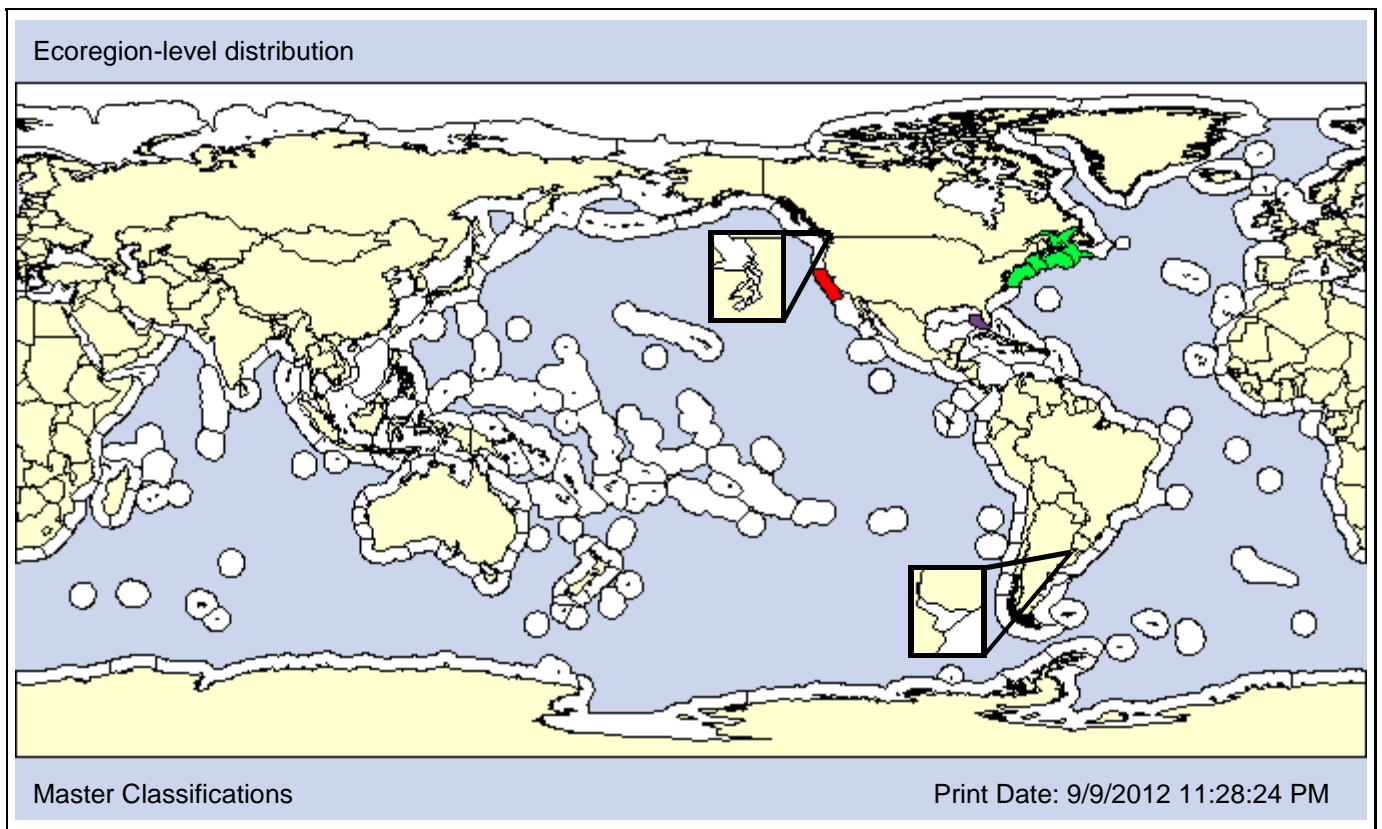 Ecoregion-level distribution
Master Classifications
Print Date: 9/9/2012 11:28:24 PM